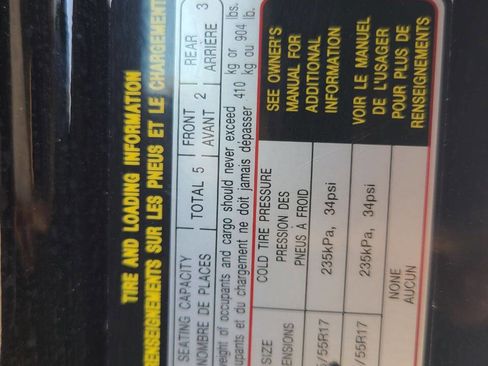 TIRE AND LOADING INFORMATION
RENSEIGNEMENTS SUR LES PNEUS ET LE CHARGEMENT
SEATING CAPACITY TOTAL 5 FRONT 2 REAR 3
NOMBRE DE PLACES AVANT ARRIÈRE
weight of occupants and cargo should never exceed 410 kg or lbs.
occupants et du chargement ne doit jamais dépasser kg ou 904 lb.
SIZE COLD TIRE PRESSURE SEE OWNER'S
DIMENSIONS PRESSION DES MANUAL FOR
PNEUS À FROID ADDITIONAL
/55R17 235kPa, 34psi INFORMATION
/55R17 235kPa, 34psi VOIR LE MANUEL
DE L'USAGER
NONE POUR PLUS DE
AUCUN RENSEIGNEMENTS